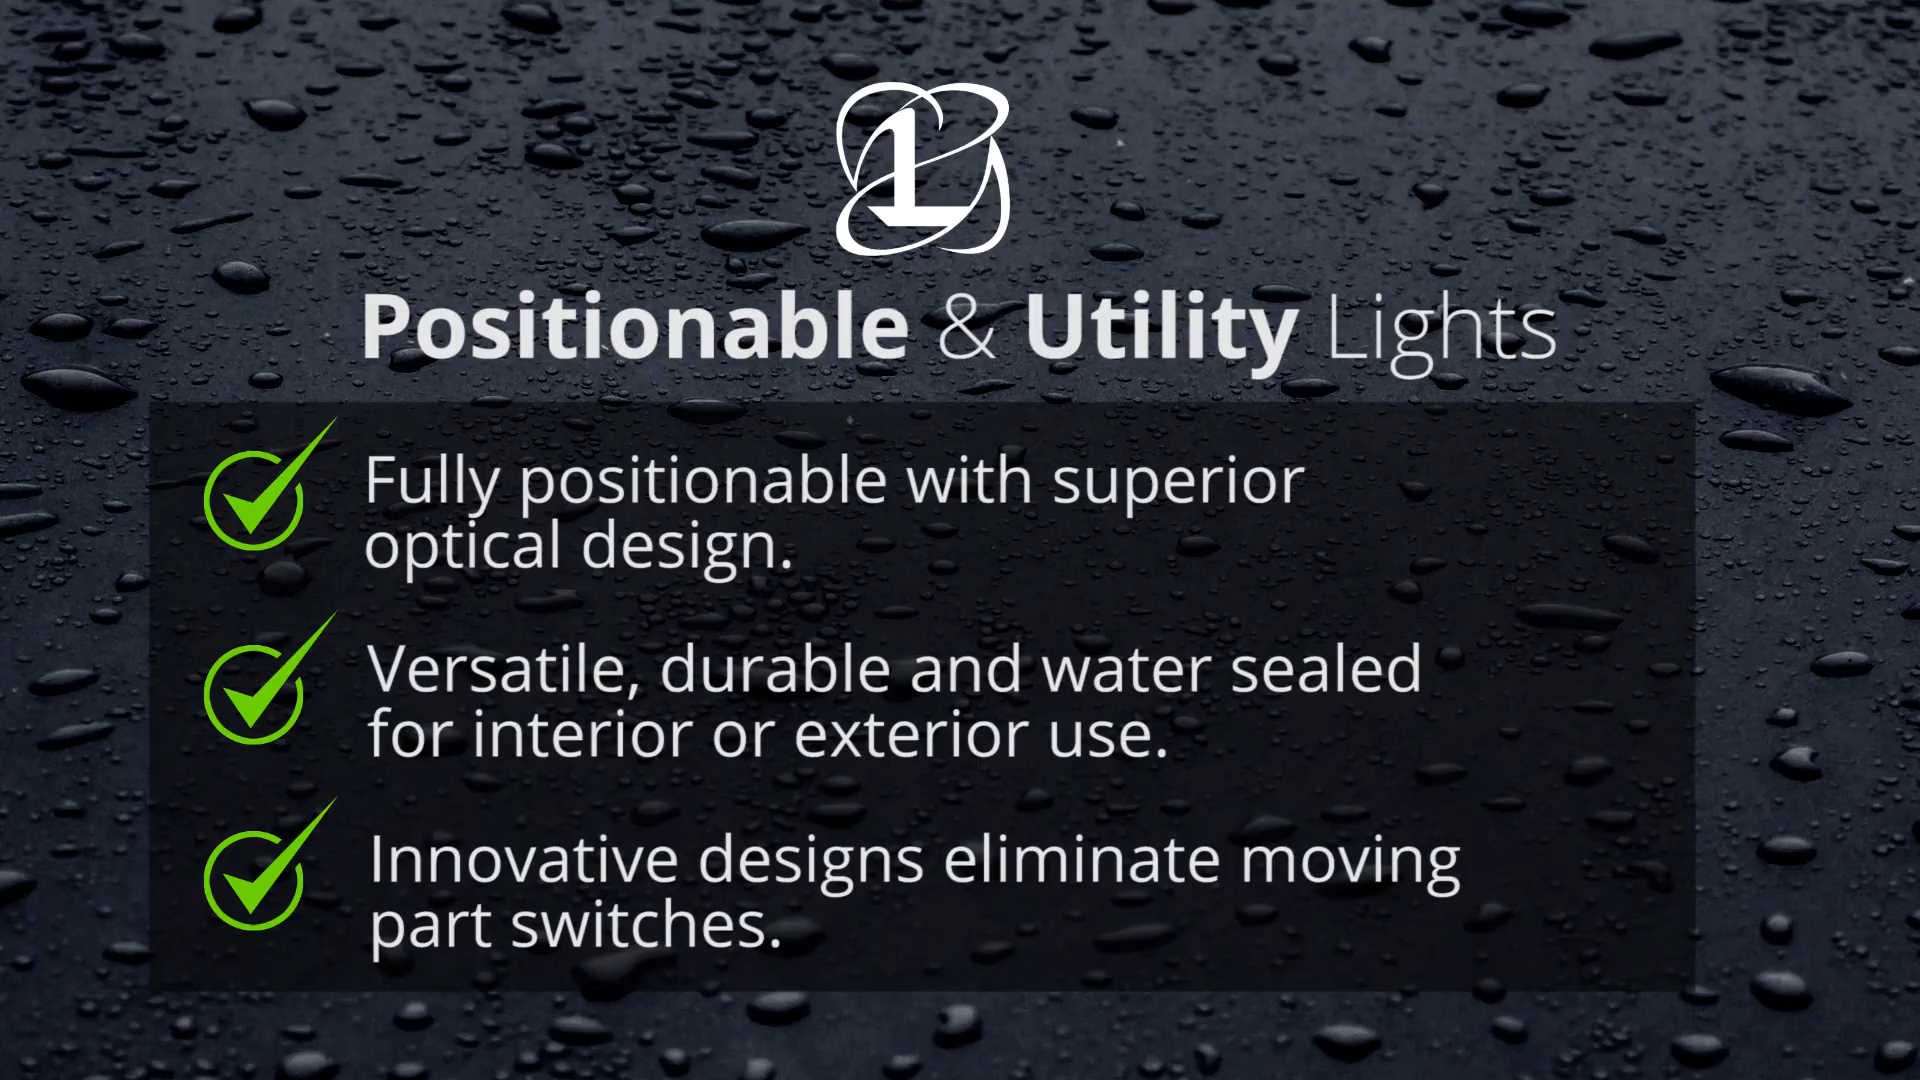 L
Positionable & Utility Lights
Fully positionable with superior
optical design.
Versatile, durable and water sealed
for interior or exterior use.
Innovative designs eliminate moving
part switches.